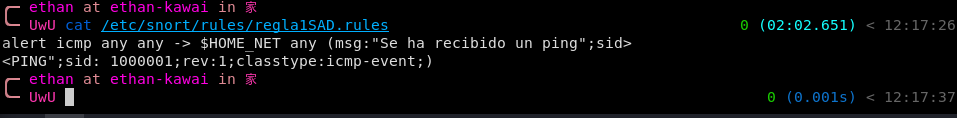 ethan at ethan-kawai in 家
UwU cat /etc/snort/rules/regla1SAD.rules 0 (02:02.651) < 12:17:26
alert icmp any any -> $HOME_NET any (msg:"Se ha recibido un ping";sid>
<PING";sid: 1000001;rev:1;classtype:icmp-event;)
ethan at ethan-kawai in 家
UwU 0 (0.001s) < 12:17:37